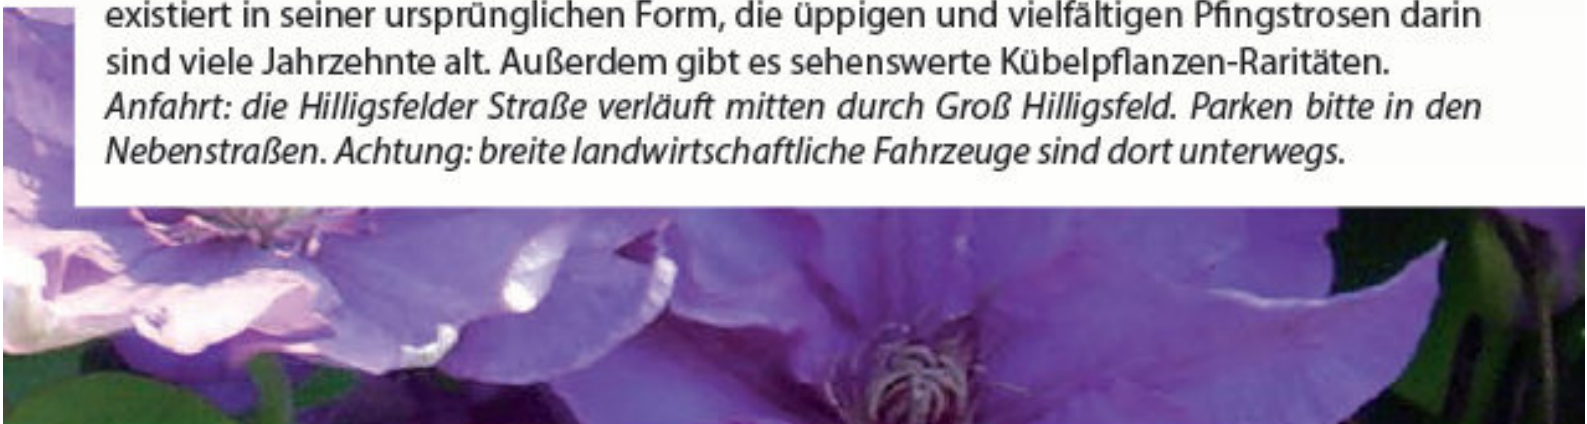 existiert in seiner ursprünglichen Form, die üppigen und vielfältigen Pfingstrosen darin
sind viele Jahrzehnte alt. Außerdem gibt es sehenswerte Kübelpflanzen-Raritäten.
Anfahrt: die Hilligsfelder Straße verläuft mitten durch Groß Hilligsfeld. Parken bitte in den
Nebenstraßen. Achtung: breite landwirtschaftliche Fahrzeuge sind dort unterwegs.